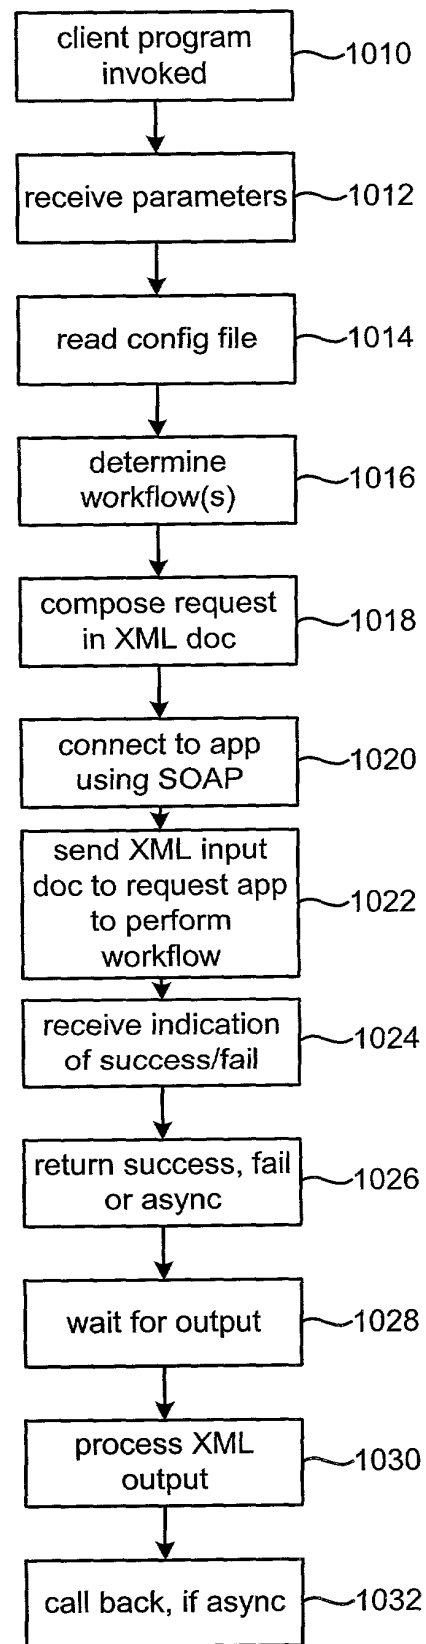 client program
invoked
1010
receive parameters
1012
read config file
1014
determine
workflow(s)
1016
compose request
in XML doc
1018
connect to app
using SOAP
1020
send XML input
doc to request app
to perform
workflow
1022
receive indication
of success/fail
1024
return success, fail
or async
1026
wait for output
1028
process XML
output
1030
call back, if async
1032